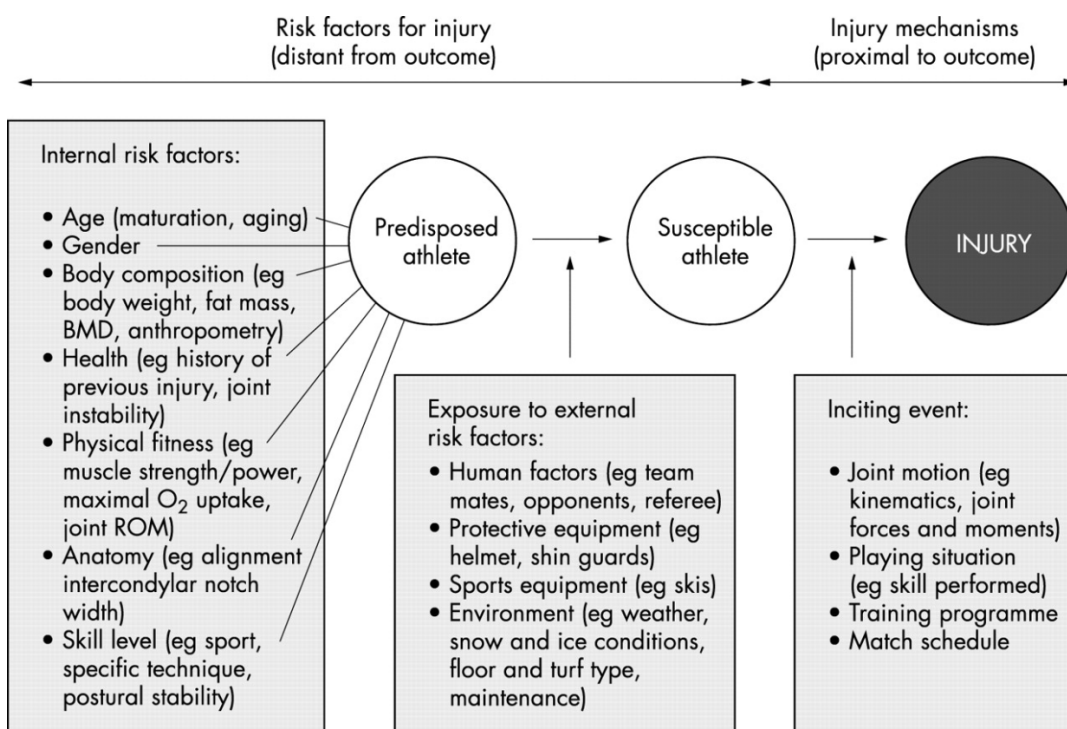 Risk factors for injury
(distant from outcome)
Injury mechanisms
(proximal to outcome)
Internal risk factors:
• Age (maturation, aging)
• Gender
• Body composition (eg
body weight, fat mass,
BMD, anthropometry)
• Health (eg history of
previous injury, joint
instability)
• Physical fitness (eg
muscle strength/power,
maximal O₂ uptake,
joint ROM)
• Anatomy (eg alignment
intercondylar notch
width)
• Skill level (eg sport,
specific technique,
postural stability)
Predisposed
athlete
Susceptible
athlete
INJURY
Exposure to external
risk factors:
• Human factors (eg team
mates, opponents, referee)
• Protective equipment (eg
helmet, shin guards)
• Sports equipment (eg skis)
• Environment (eg weather,
snow and ice conditions,
floor and turf type,
maintenance)
Inciting event:
• Joint motion (eg
kinematics, joint
forces and moments)
• Playing situation
(eg skill performed)
• Training programme
• Match schedule